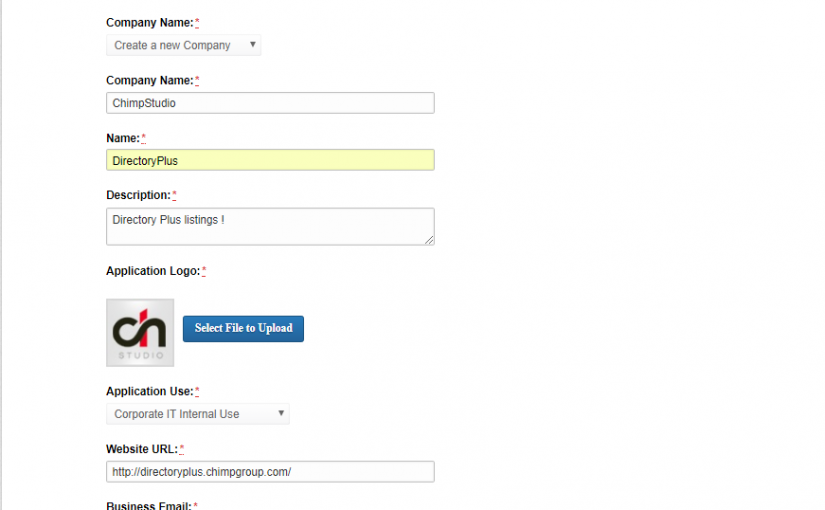 Company Name:*
Create a new Company
Company Name:*
ChimpStudio
Name:*
DirectoryPlus
Description:*
Directory Plus listings !
Application Logo:*
ch
STUDIO
Select File to Upload
Application Use:*
Corporate IT Internal Use
Website URL:*
http://directoryplus.chimpgroup.com/
Business Email:*